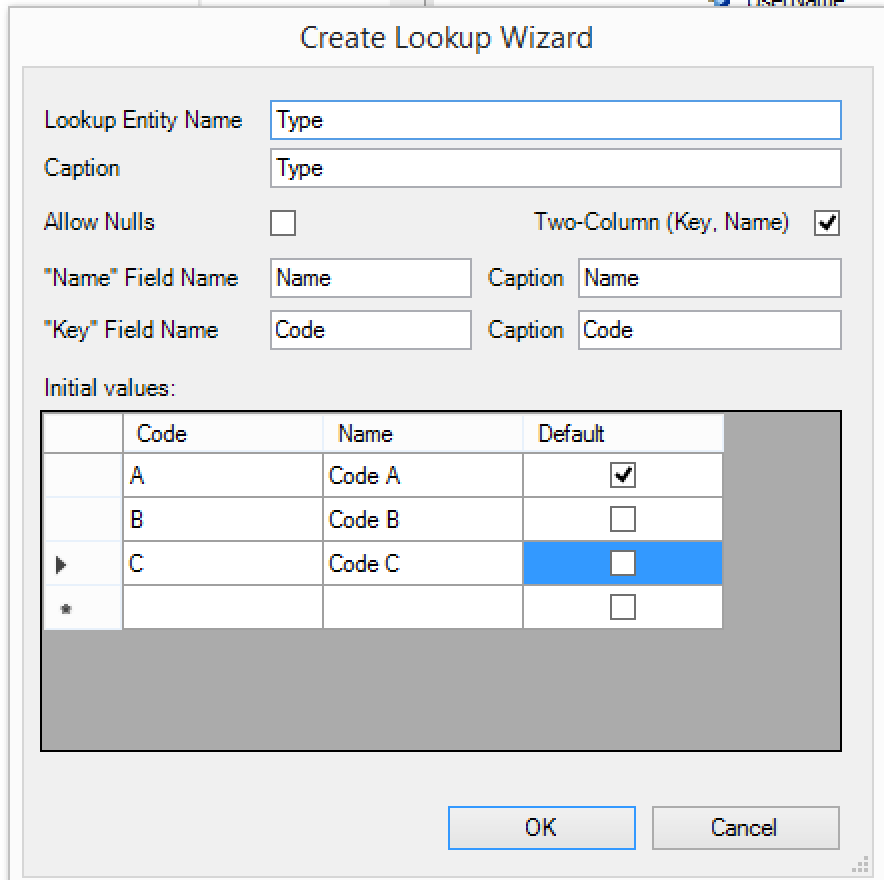 UserName
Create Lookup Wizard
Lookup Entity Name Type
Caption Type
Allow Nulls Two-Column (Key, Name)
"Name" Field Name Name Caption Name
"Key" Field Name Code Caption Code
Initial values:
Code Name Default
A Code A
B Code B
C Code C
*
OK Cancel